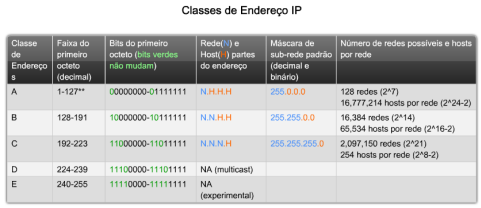 Classes de Endereço IP
Classe de Endereços
Faixa do primeiro octeto (decimal)
Bits do primeiro octeto (bits verdes não mudam)
Rede(N) e Host(H) partes do endereço
Máscara de sub-rede padrão (decimal e binário)
Número de redes possíveis e hosts por rede
A
1-127**
00000000-01111111
N.H.H.H
255.0.0.0
128 redes (2^7)
16,777,214 hosts por rede (2^24-2)
B
128-191
10000000-10111111
N.N.H.H
255.255.0.0
16,384 redes (2^14)
65,534 hosts por rede (2^16-2)
C
192-223
11000000-11011111
N.N.N.H
255.255.255.0
2,097,150 redes (2^21)
254 hosts por rede (2^8-2)
D
224-239
11100000-11101111
NA (multicast)
E
240-255
11110000-11111111
NA
(experimental)